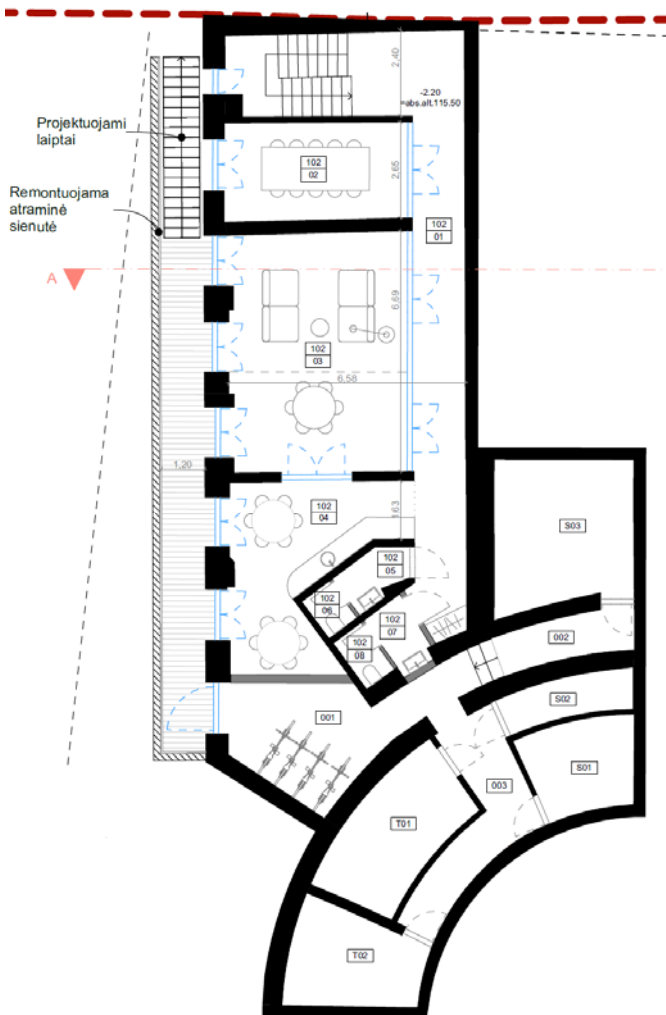 2,40
-2.20
=abs.alt.115.50
Projektuojami
laiptai
102
02
2,65
Remontuojama
atraminė
sienutė
102
01
A
6,69
102
03
6,58
1,20
102
04
1,63
S03
102
05
102
06
102
07
002
102
08
S02
001
S01
003
T01
T02